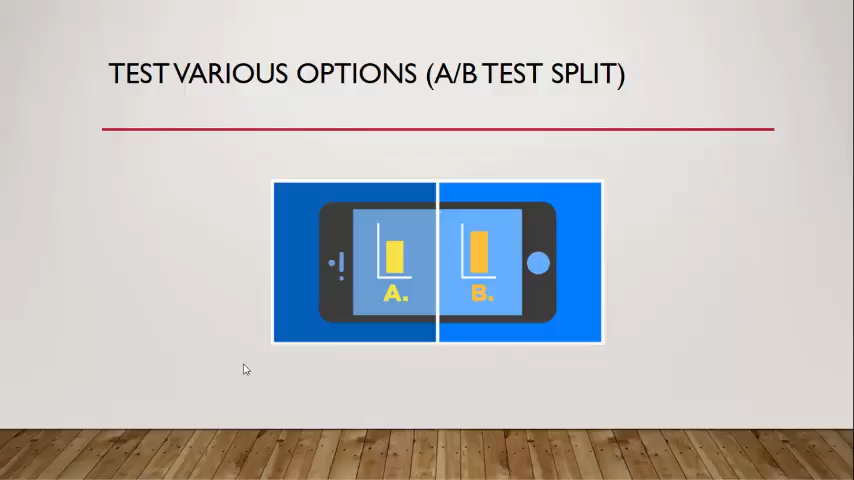 TEST VARIOUS OPTIONS (A/B TEST SPLIT)
A. B.